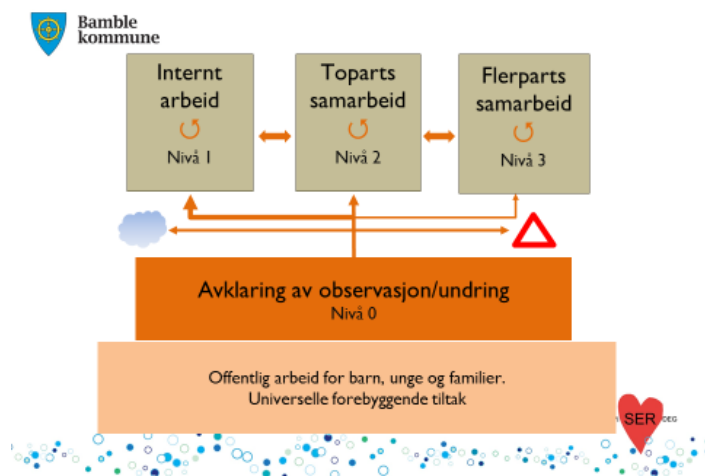 Bamble
kommune
Internt
arbeid
Nivå 1
Toparts
samarbeid
Nivå 2
Flerparts
samarbeid
Nivå 3
Avklaring av observasjon/undring
Nivå 0
Offentlig arbeid for barn, unge og familier.
Universelle forebyggende tiltak
SER DEG